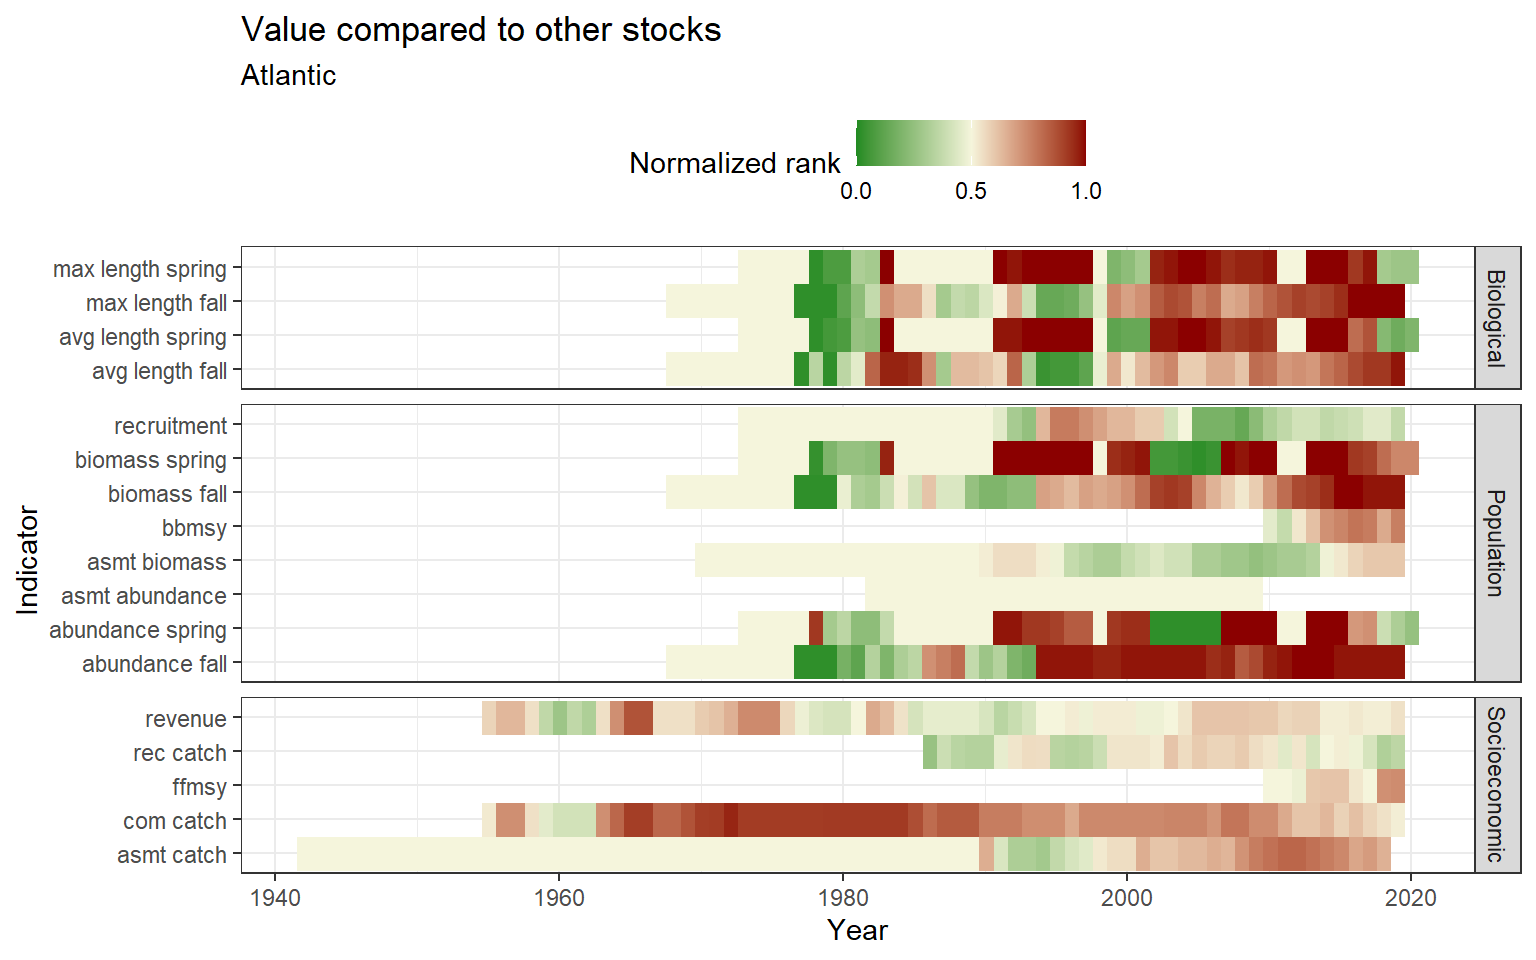 Value compared to other stocks
Atlantic
Normalized rank
0.0 0.5 1.0
max length spring
max length fall
avg length spring
avg length fall
Biological
recruitment
biomass spring
biomass fall
bbmsy
asmt biomass
asmt abundance
abundance spring
abundance fall
Population
revenue
rec catch
ffmsy
com catch
asmt catch
Socioeconomic
Indicator
1940 1960 1980 2000 2020
Year